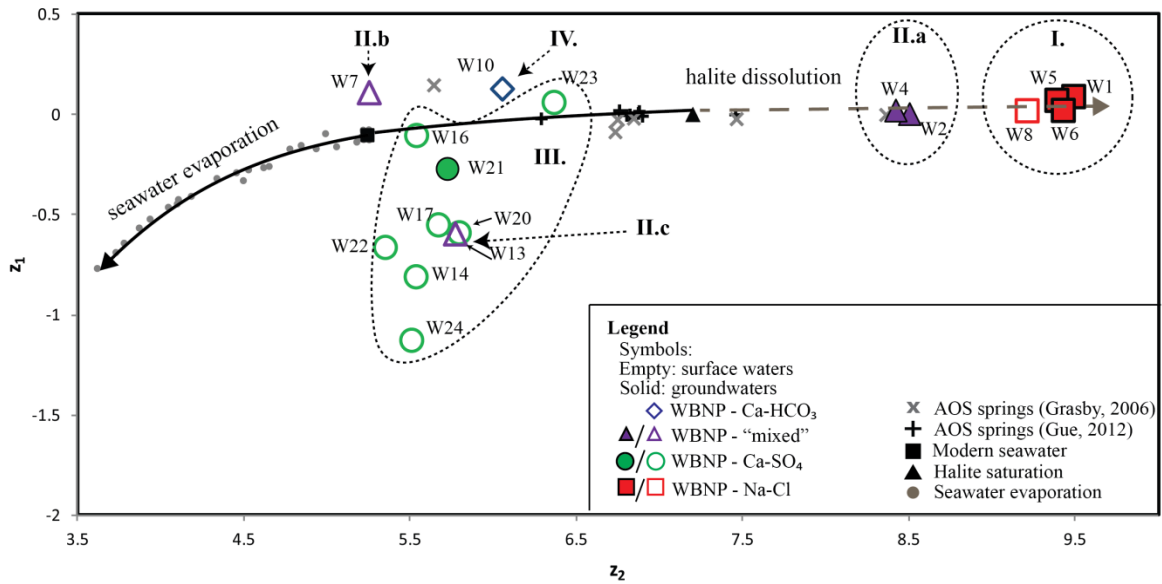 0.5
0
-0.5
-1
-1.5
-2
z₁
3.5 4.5 5.5 6.5 7.5 8.5 9.5
z₂
II.b
W7
W10
IV.
W23
II.a
W4
W2
I.
W5
W1
W8
W6
halite dissolution
seawater evaporation
W16
III.
W21
W17
W20
W13
II.c
W22
W14
W24
Legend
Symbols:
Empty: surface waters
Solid: groundwaters
WBNP - Ca-HCO₃
/ WBNP - “mixed”
/ WBNP - Ca-SO₄
/ WBNP - Na-Cl
AOS springs (Grasby, 2006)
AOS springs (Gue, 2012)
Modern seawater
Halite saturation
Seawater evaporation